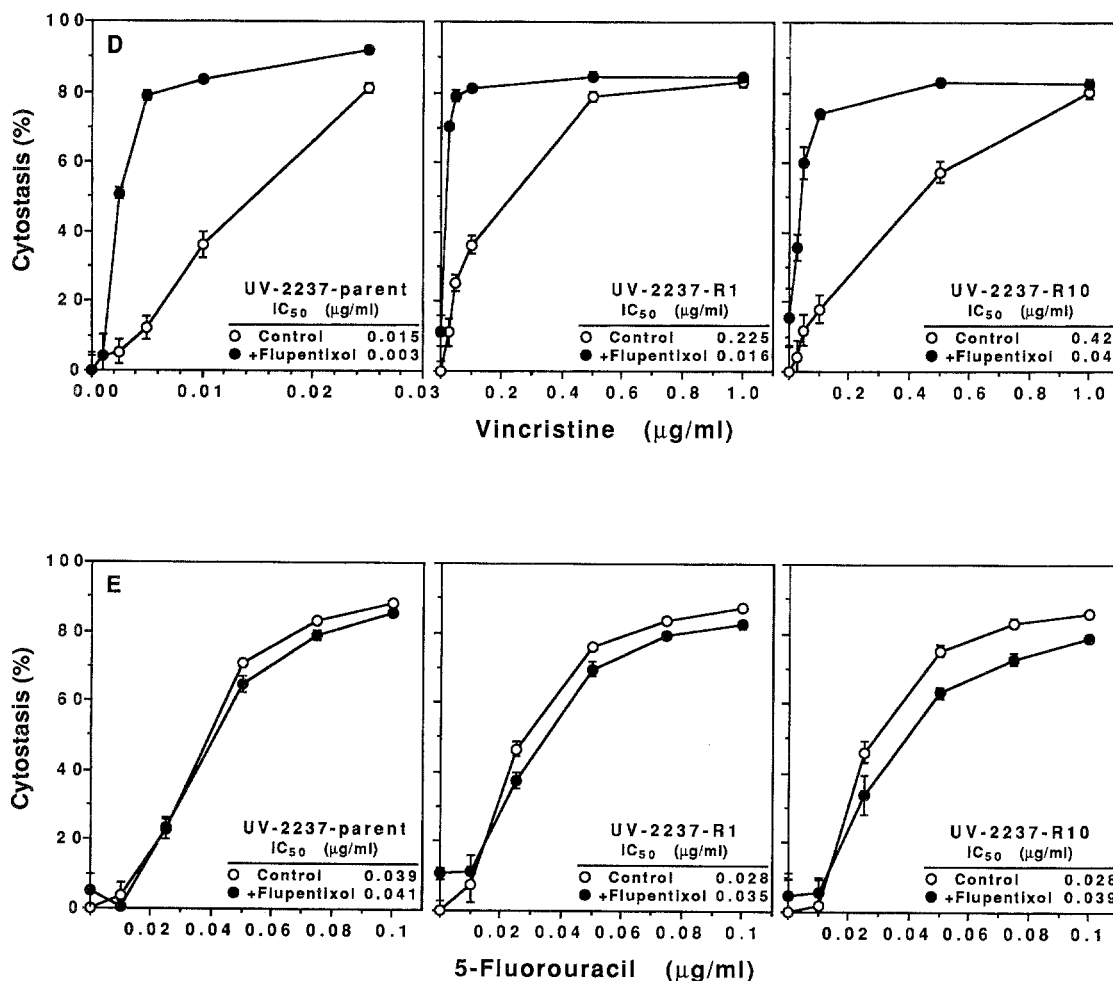 100
D
80
60
40
20
0
Cytostasis (%)
UV-2237-parent
IC50 (µg/ml)
Control 0.015
+Flupentixol 0.003
0.00 0.01 0.02 0.03
UV-2237-R1
IC50 (µg/ml)
Control 0.225
+Flupentixol 0.016
0.2 0.4 0.6 0.8 1.0
UV-2237-R10
IC50 (µg/ml)
Control 0.42
+Flupentixol 0.04
0.2 0.4 0.6 0.8 1.0
Vincristine (µg/ml)
100
E
80
60
40
20
0
Cytostasis (%)
UV-2237-parent
IC50 (µg/ml)
Control 0.039
+Flupentixol 0.041
0.02 0.04 0.06 0.08 0.1
UV-2237-R1
IC50 (µg/ml)
Control 0.028
+Flupentixol 0.035
0.02 0.04 0.06 0.08 0.1
UV-2237-R10
IC50 (µg/ml)
Control 0.028
+Flupentixol 0.039
0.02 0.04 0.06 0.08 0.1
5-Fluorouracil (µg/ml)